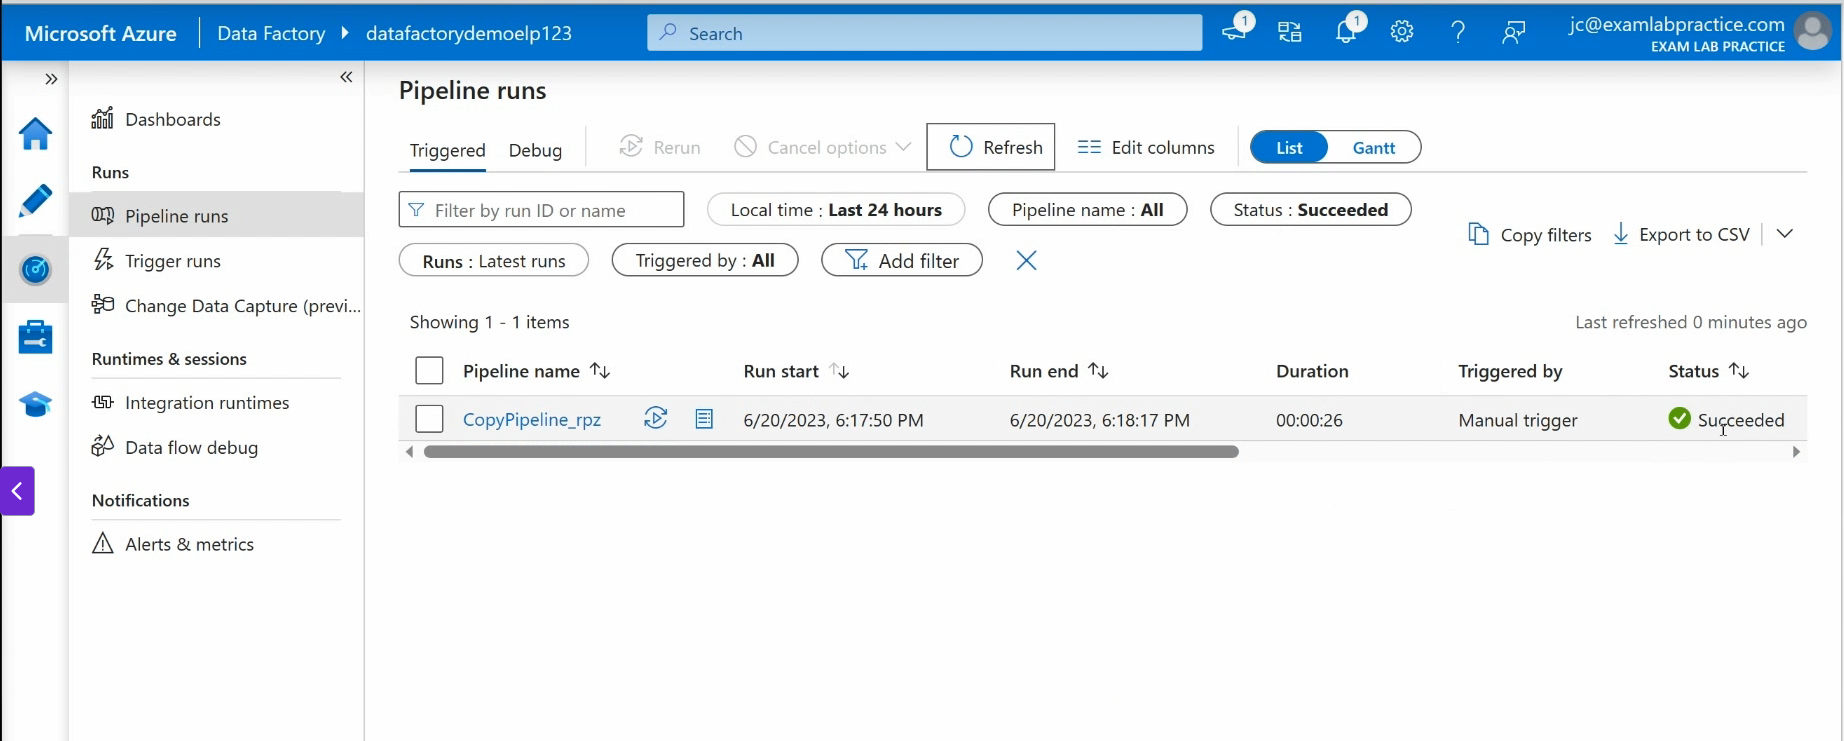 Microsoft Azure
Data Factory
datafactorydemoelp123
Search
1
1
jc@examlabpractice.com
EXAM LAB PRACTICE
Dashboards
Runs
Pipeline runs
Trigger runs
Change Data Capture (previ...
Runtimes & sessions
Integration runtimes
Data flow debug
Notifications
Alerts & metrics
Pipeline runs
Triggered Debug Rerun Cancel options Refresh Edit columns List Gantt
Filter by run ID or name Local time : Last 24 hours Pipeline name : All Status : Succeeded
Copy filters Export to CSV
Runs : Latest runs Triggered by : All Add filter
Showing 1 - 1 items Last refreshed 0 minutes ago
Pipeline name Run start Run end Duration Triggered by Status
CopyPipeline_rpz 6/20/2023, 6:17:50 PM 6/20/2023, 6:18:17 PM 00:00:26 Manual trigger Succeeded